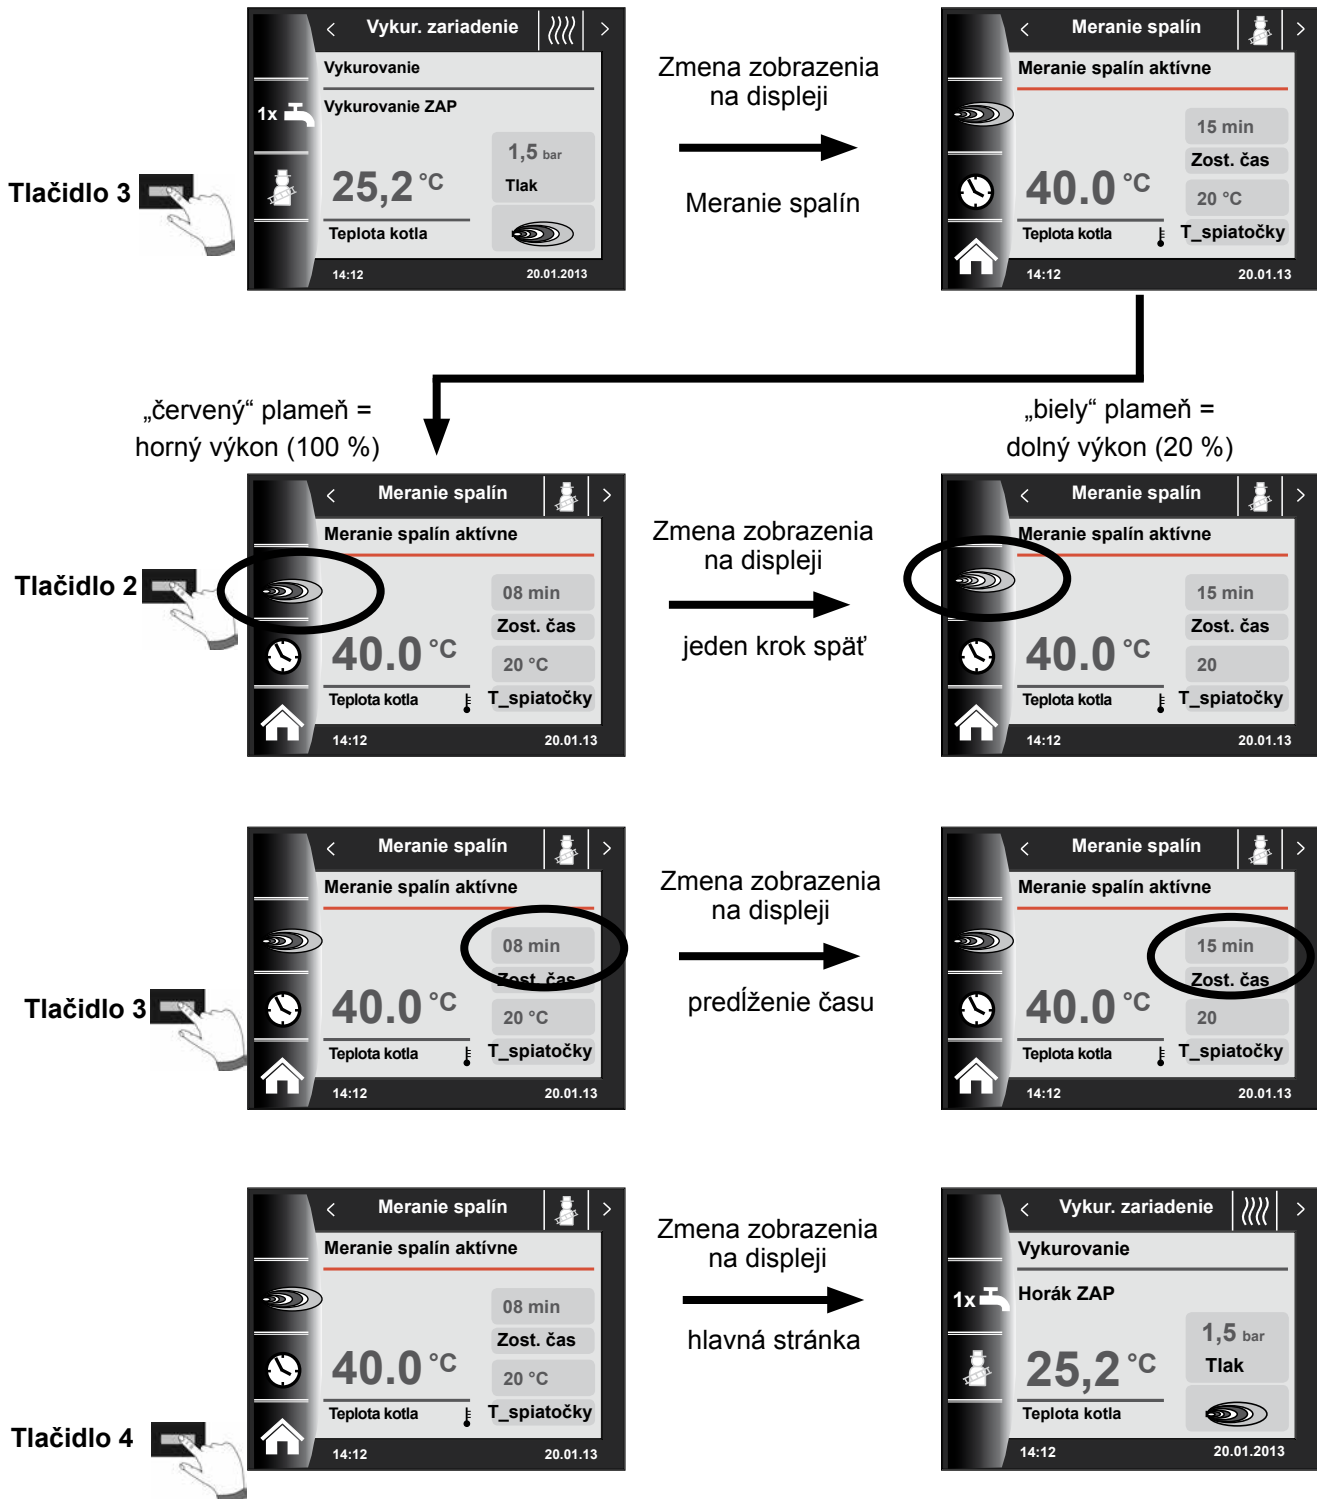 Tlačidlo 3
< Vykur. zariadenie >
Vykurovanie
Vykurovanie ZAP
1x
1,5 bar
25,2 °C
Tlak
Teplota kotla
14:12 20.01.2013
Zmena zobrazenia
na displeji
Meranie spalín
< Meranie spalín >
Meranie spalín aktívne
15 min
Zost. čas
40.0 °C
20 °C
Teplota kotla T_spiatočky
14:12 20.01.13
„červený“ plameň =
horný výkon (100 %)
„biely“ plameň =
dolný výkon (20 %)
Tlačidlo 2
< Meranie spalín >
Meranie spalín aktívne
08 min
Zost. čas
40.0 °C
20 °C
Teplota kotla T_spiatočky
14:12 20.01.13
Zmena zobrazenia
na displeji
jeden krok späť
< Meranie spalín >
Meranie spalín aktívne
15 min
Zost. čas
40.0 °C
20
Teplota kotla T_spiatočky
14:12 20.01.13
Tlačidlo 3
< Meranie spalín >
Meranie spalín aktívne
08 min
Zost. čas
40.0 °C
20 °C
Teplota kotla T_spiatočky
14:12 20.01.13
Zmena zobrazenia
na displeji
predĺženie času
< Meranie spalín >
Meranie spalín aktívne
15 min
Zost. čas
40.0 °C
20
Teplota kotla T_spiatočky
14:12 20.01.13
Tlačidlo 4
< Meranie spalín >
Meranie spalín aktívne
08 min
Zost. čas
40.0 °C
20 °C
Teplota kotla T_spiatočky
14:12 20.01.13
Zmena zobrazenia
na displeji
hlavná stránka
< Vykur. zariadenie >
Vykurovanie
Horák ZAP
1x
1,5 bar
25,2 °C
Tlak
Teplota kotla
14:12 20.01.2013